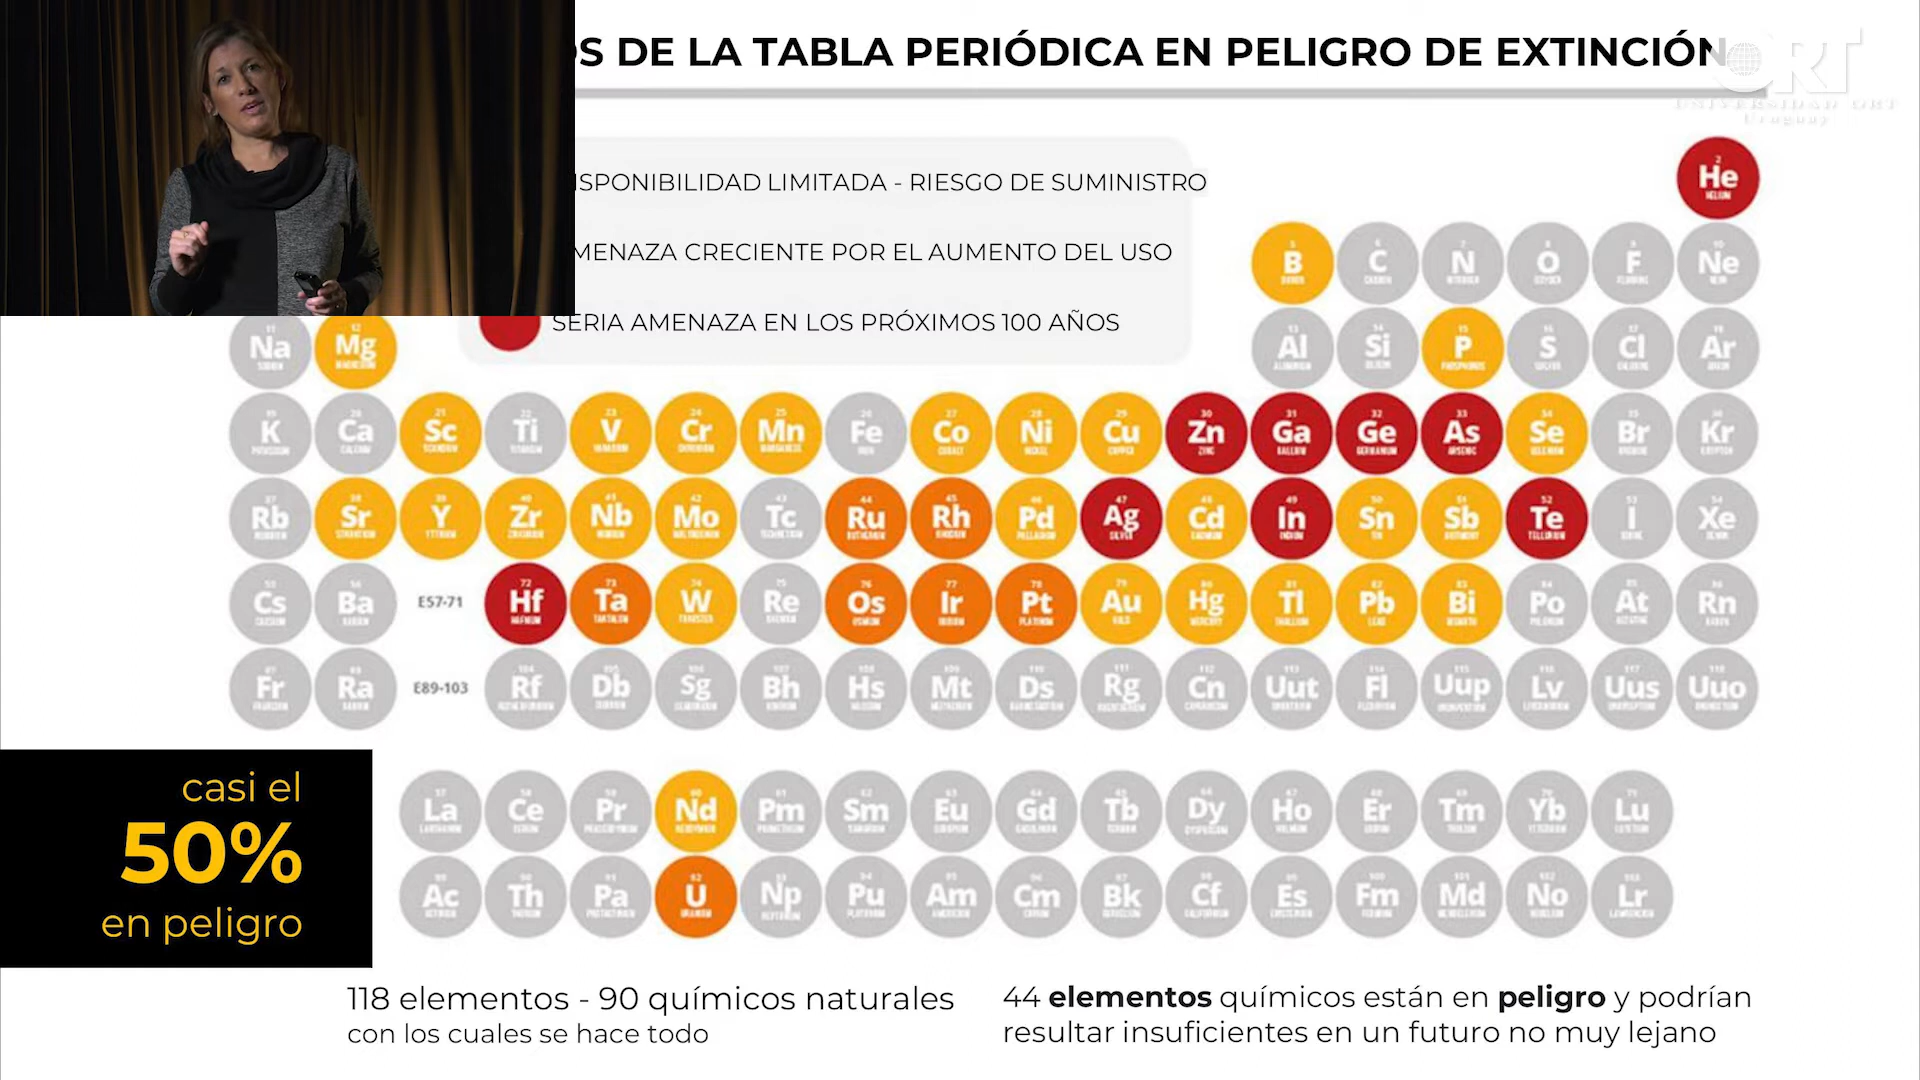 OS DE LA TABLA PERIÓDICA EN PELIGRO DE EXTINCIÓN
ORT
UNIVERSIDAD ORT
Uruguay
ISPONIBILIDAD LIMITADA - RIESGO DE SUMINISTRO
MENAZA CRECIENTE POR EL AUMENTO DEL USO
SERIA AMENAZA EN LOS PRÓXIMOS 100 AÑOS
2 He HELIUM
B C N O F Ne
Na Mg Al Si P S Cl Ar
K Ca Sc Ti V Cr Mn Fe Co Ni Cu Zn Ga Ge As Se Br Kr
Rb Sr Y Zr Nb Mo Tc Ru Rh Pd Ag Cd In Sn Sb Te I Xe
Cs Ba E57-71 Hf Ta W Re Os Ir Pt Au Hg Tl Pb Bi Po At Rn
Fr Ra E89-103 Rf Db Sg Bh Hs Mt Ds Rg Cn Uut Fl Uup Lv Uus Uuo
La Ce Pr Nd Pm Sm Eu Gd Tb Dy Ho Er Tm Yb Lu
Ac Th Pa U Np Pu Am Cm Bk Cf Es Fm Md No Lr
casi el
50%
en peligro
118 elementos - 90 químicos naturales
con los cuales se hace todo
44 elementos químicos están en peligro y podrían
resultar insuficientes en un futuro no muy lejano